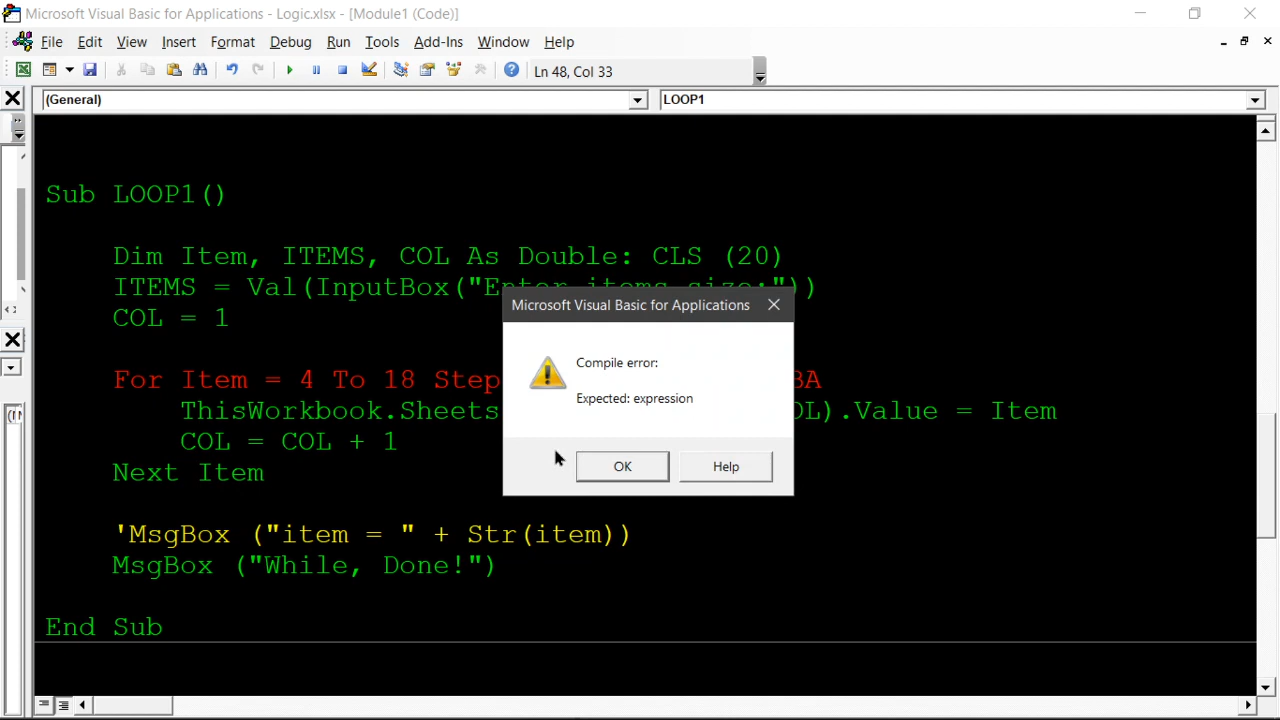 Microsoft Visual Basic for Applications - Logic.xlsx - [Module1 (Code)]
File Edit View Insert Format Debug Run Tools Add-Ins Window Help
Ln 48, Col 33
(General) LOOP1
Sub LOOP1()
Dim Item, ITEMS, COL As Double: CLS (20)
ITEMS = Val(InputBox("Enter items size:"))
COL = 1
For Item = 4 To 18 Step
ThisWorkbook.Sheets OL).Value = Item
COL = COL + 1
Next Item
'MsgBox ("item = " + Str(item))
MsgBox ("While, Done!")
End Sub
Microsoft Visual Basic for Applications
Compile error:
Expected: expression
OK Help